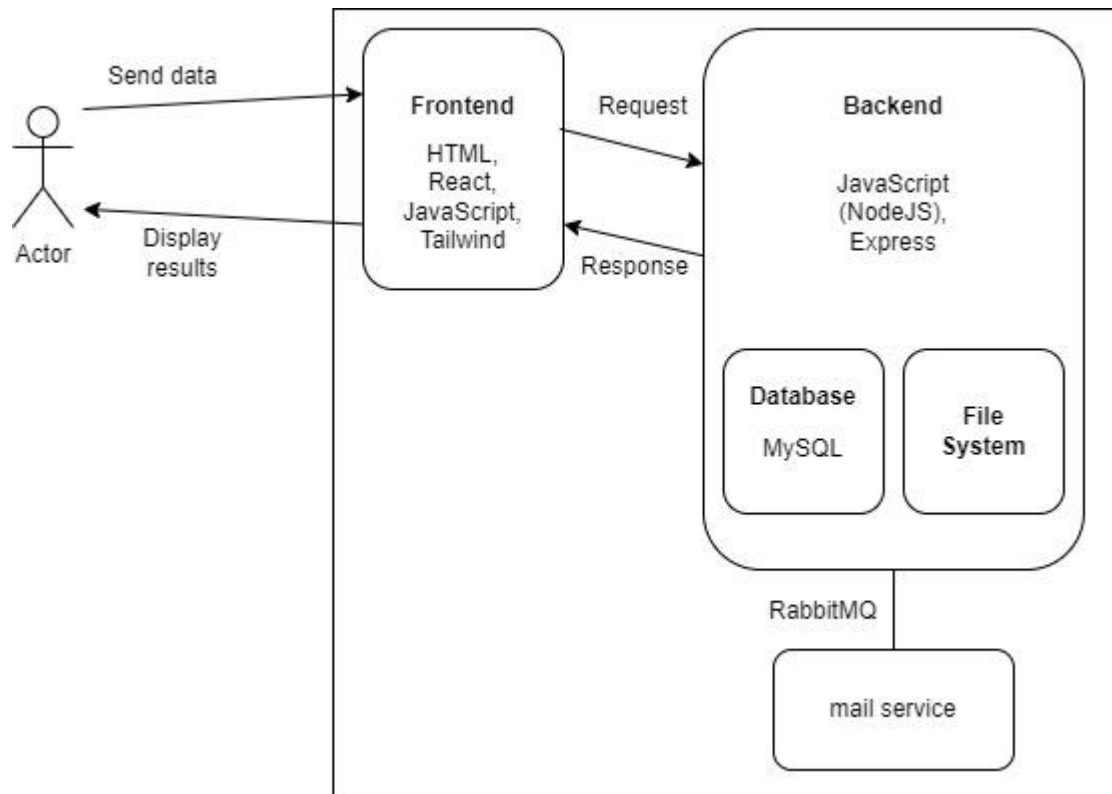 Send data
Actor
Display
results
Frontend
HTML,
React,
JavaScript,
Tailwind
Request
Response
Backend
JavaScript
(NodeJS),
Express
Database
MySQL
File
System
RabbitMQ
mail service